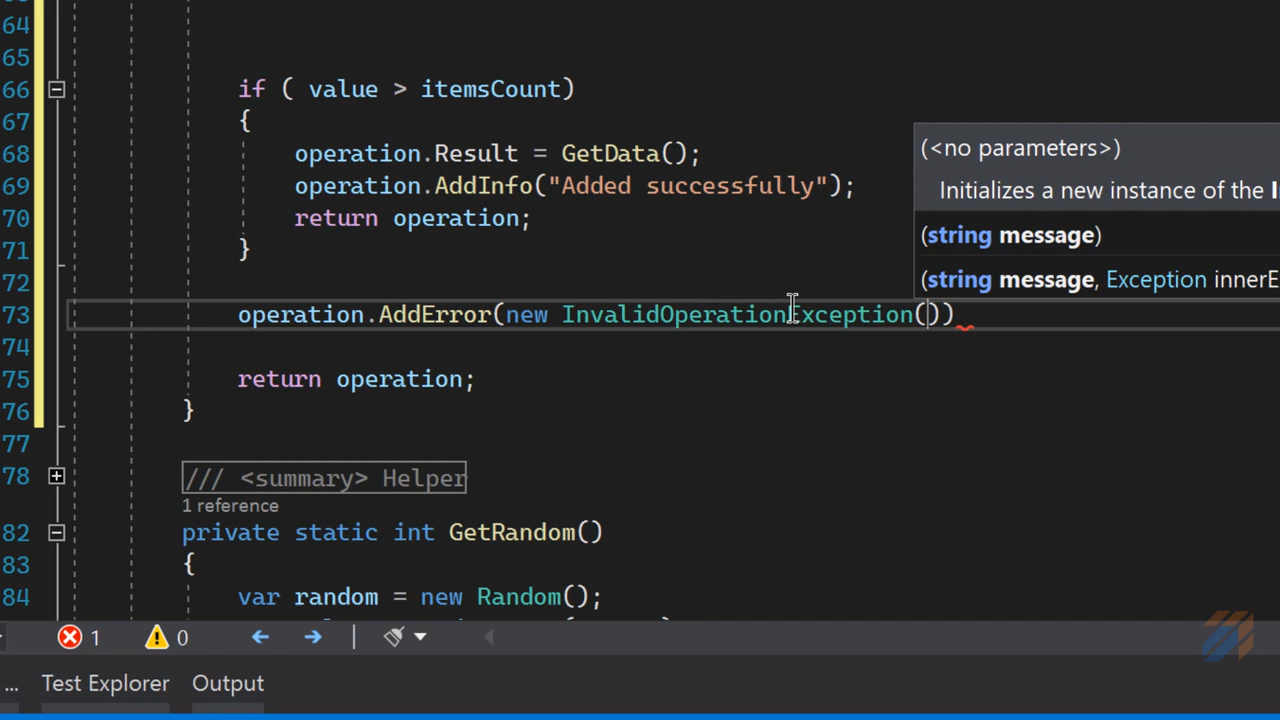 64
65
66 if ( value > itemsCount)
67 {
68 operation.Result = GetData();
69 operation.AddInfo("Added successfully");
70 return operation;
71 }
72
73 operation.AddError(new InvalidOperationException())
74
75 return operation;
76 }
77
78 /// <summary> Helper
1 reference
82 private static int GetRandom()
83 {
84 var random = new Random();
(<no parameters>)
Initializes a new instance of the I
(string message)
(string message, Exception innerE
1 0
... Test Explorer Output